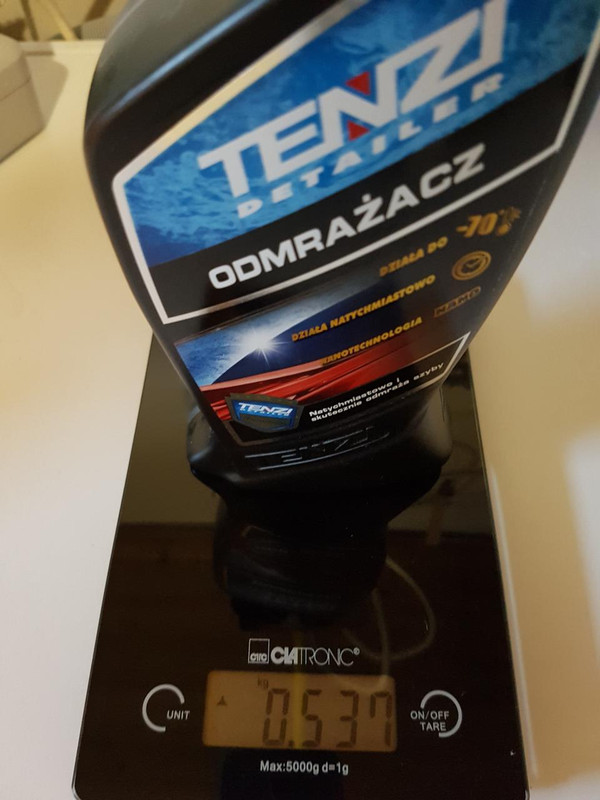 TENZI
DETAILER
ODMRAŻACZ
DZIAŁA DO -70°
DZIAŁA NATYCHMIASTOWO
NANOTECHNOLOGIA NANO
TENZI
DETAILER
Natychmiastowo i
skutecznie odmraża szyby
TENZI
CTC CLATRONIC®
kg
0.537
UNIT
ON/OFF
TARE
Max:5000g d=1g